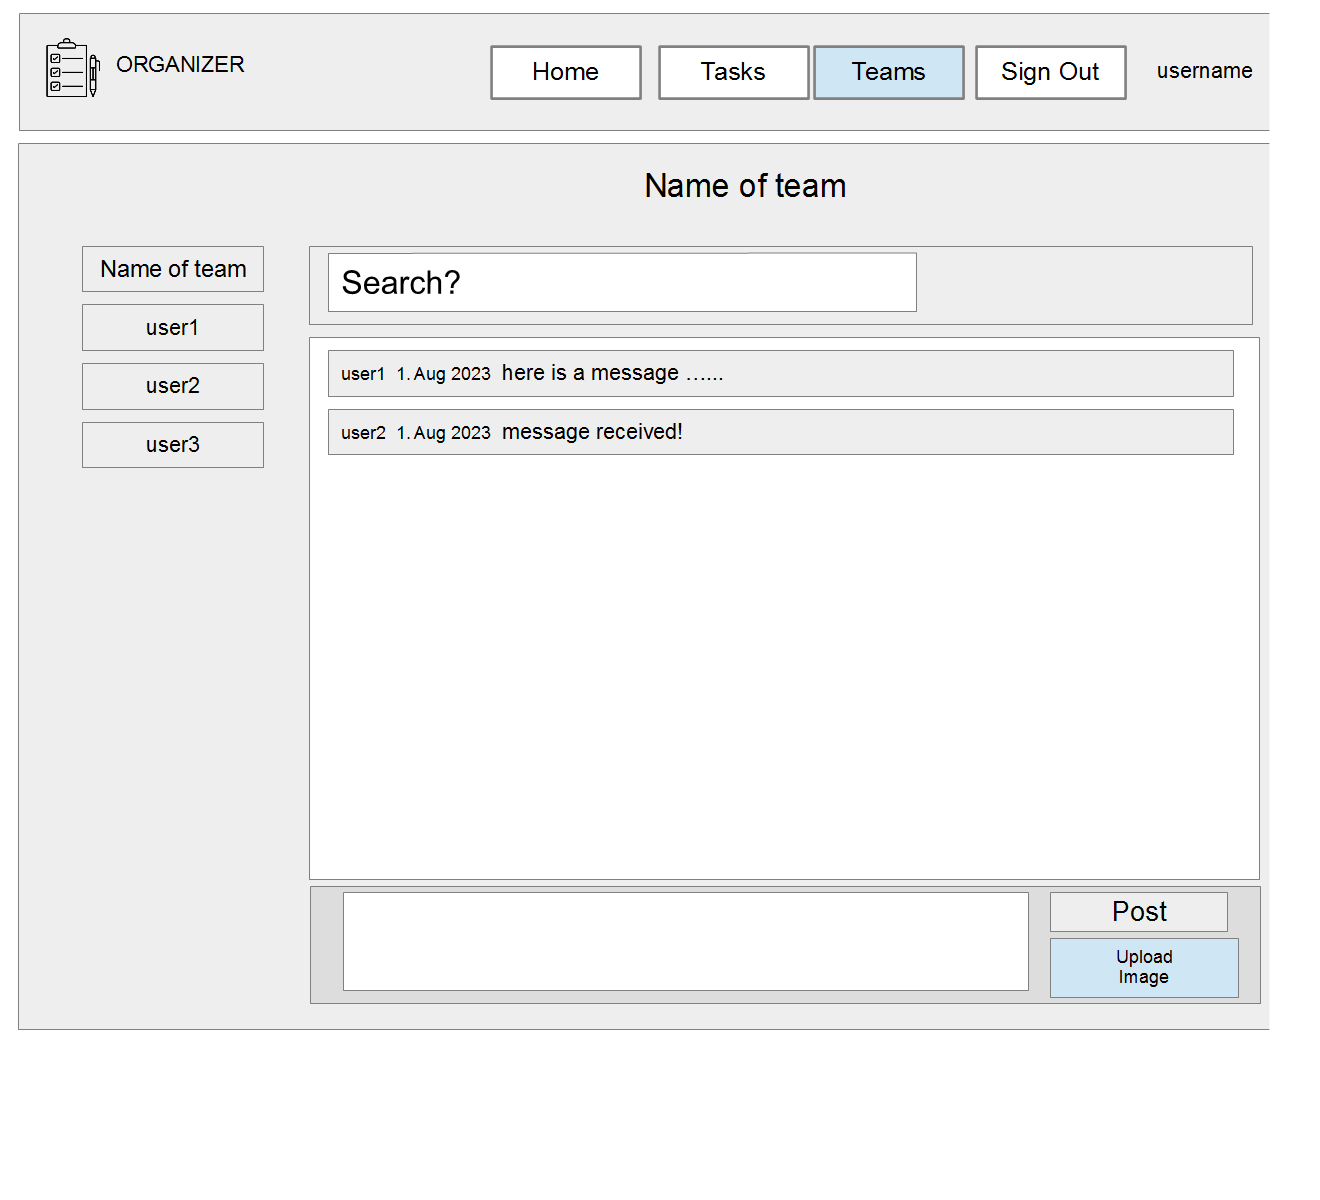 ORGANIZER
Home
Tasks
Teams
Sign Out
username
Name of team
Name of team
user1
user2
user3
Search?
user1 1. Aug 2023 here is a message ......
user2 1. Aug 2023 message received!
Post
Upload
Image